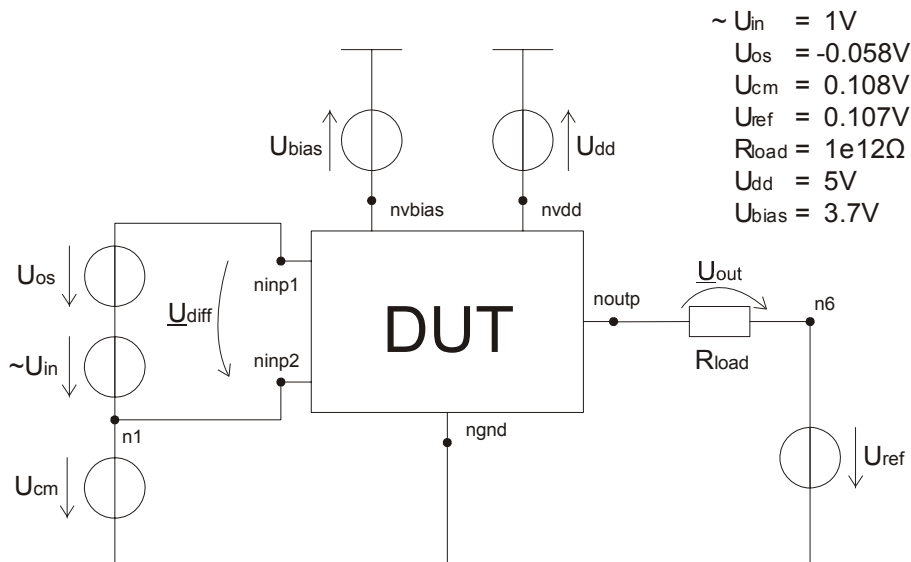 ~ Uin = 1V
Uos = -0.058V
Ucm = 0.108V
Uref = 0.107V
Rload = 1e12Ω
Udd = 5V
Ubias = 3.7V
Ubias
Udd
nvbias
nvdd
Uos
ninp1
Udiff
DUT
noutp
Uout
n6
~Uin
ninp2
Rload
n1
ngnd
Ucm
Uref